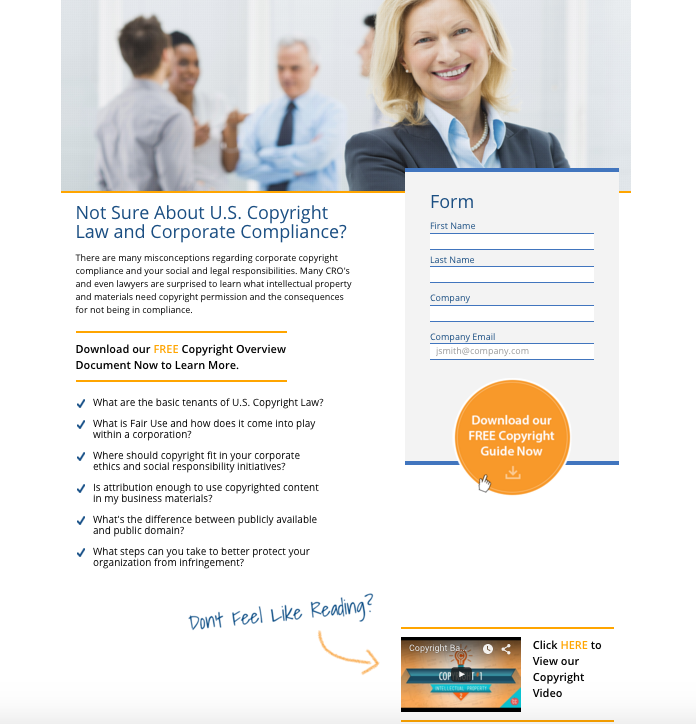 Not Sure About U.S. Copyright
Law and Corporate Compliance?
There are many misconceptions regarding corporate copyright
compliance and your social and legal responsibilities. Many CRO's
and even lawyers are surprised to learn what intellectual property
and materials need copyright permission and the consequences
for not being in compliance.
Download our FREE Copyright Overview
Document Now to Learn More.
What are the basic tenants of U.S. Copyright Law?
What is Fair Use and how does it come into play
within a corporation?
Where should copyright fit in your corporate
ethics and social responsibility initiatives?
Is attribution enough to use copyrighted content
in my business materials?
What's the difference between publicly available
and public domain?
What steps can you take to better protect your
organization from infringement?
Form
First Name
Last Name
Company
Company Email
jsmith@company.com
Download our
FREE Copyright
Guide Now
Don't Feel Like Reading?
Copyright Ba...
INTELLECTUAL PROPERTY
Click HERE to
View our
Copyright
Video